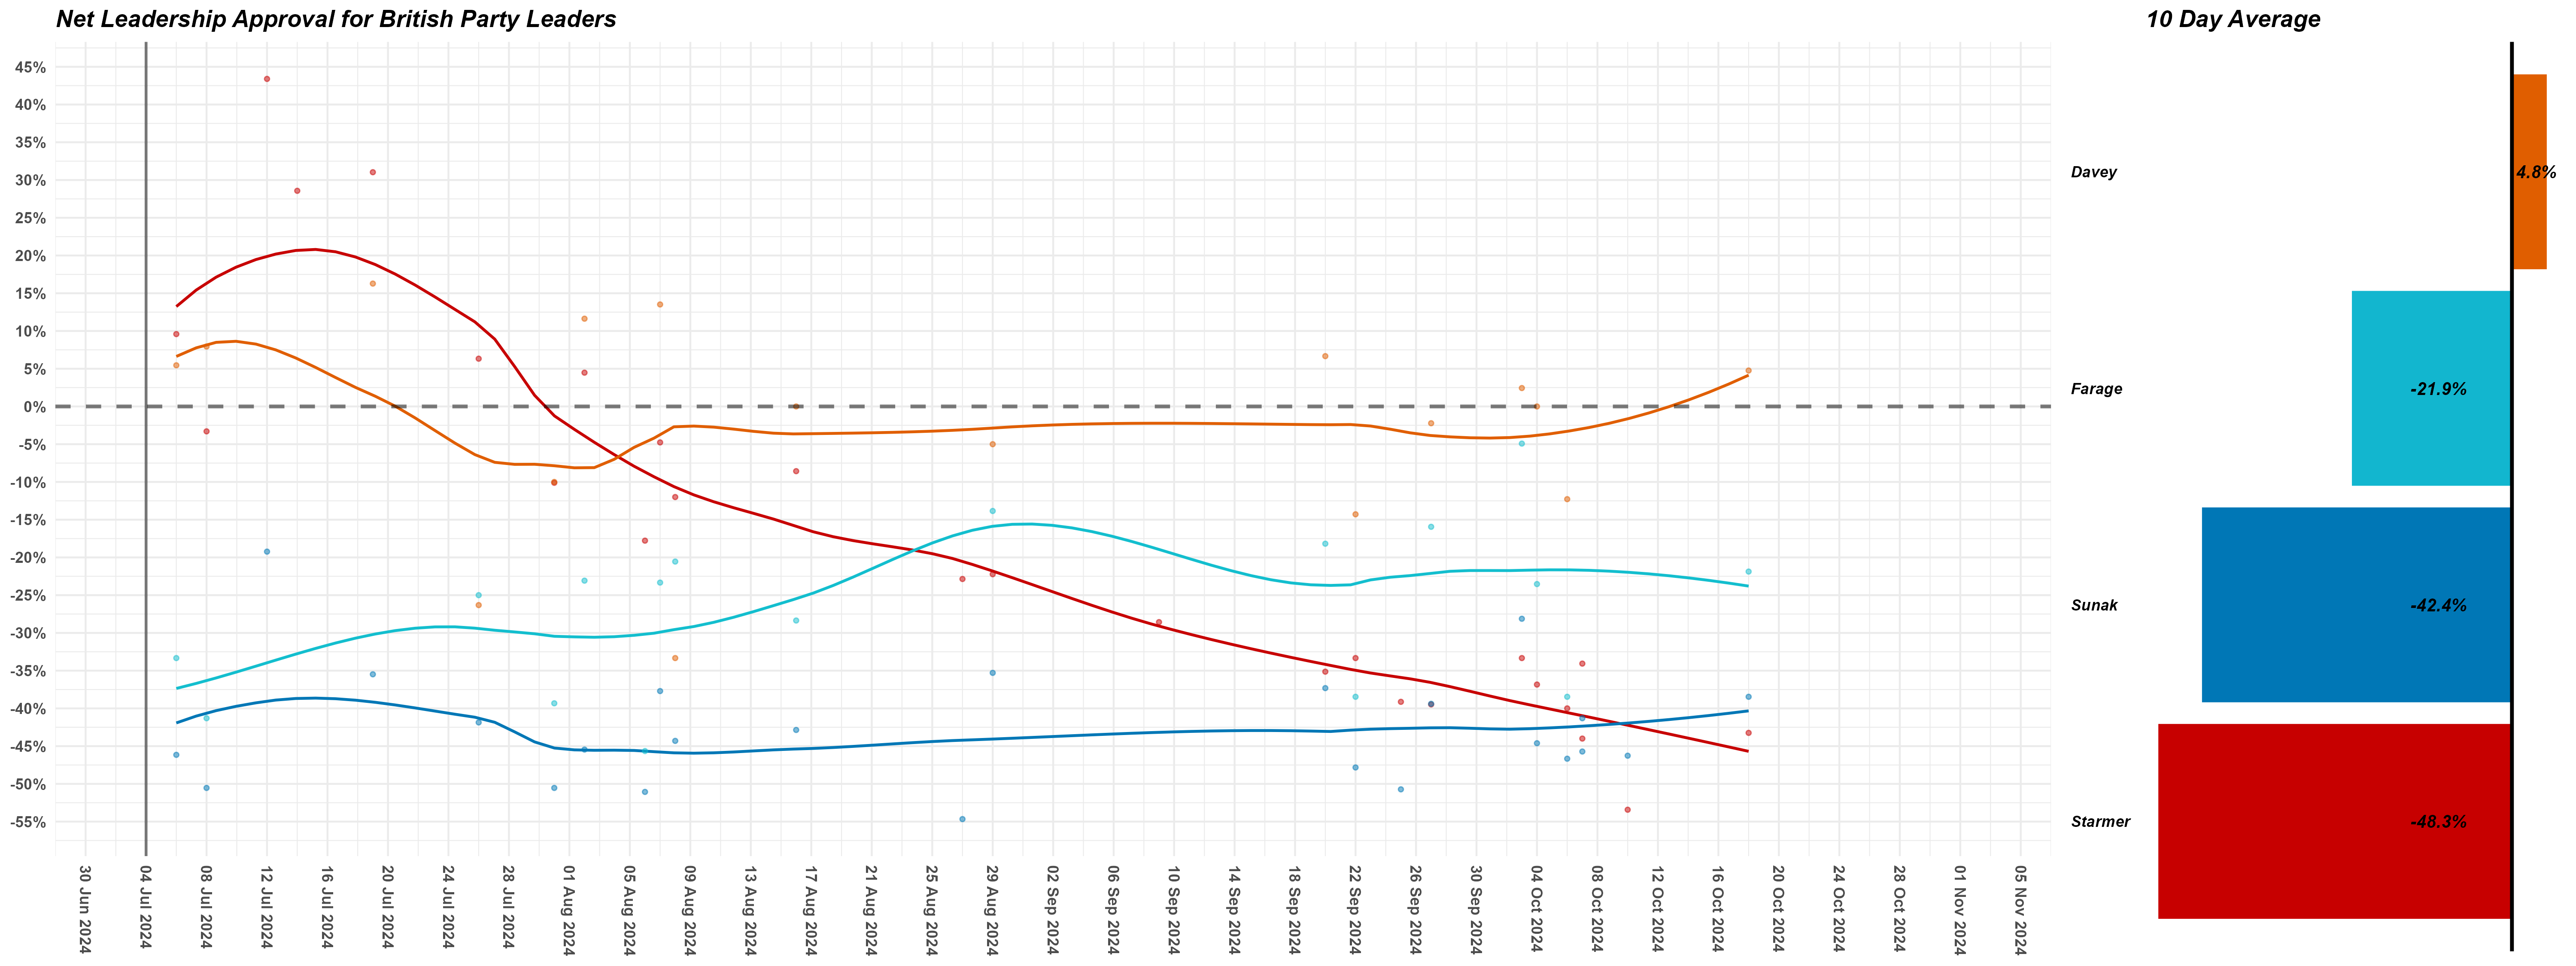 Net Leadership Approval for British Party Leaders
45%
40%
35%
30%
25%
20%
15%
10%
5%
0%
-5%
-10%
-15%
-20%
-25%
-30%
-35%
-40%
-45%
-50%
-55%
30 Jun 2024
04 Jul 2024
08 Jul 2024
12 Jul 2024
16 Jul 2024
20 Jul 2024
24 Jul 2024
28 Jul 2024
01 Aug 2024
05 Aug 2024
09 Aug 2024
13 Aug 2024
17 Aug 2024
21 Aug 2024
25 Aug 2024
29 Aug 2024
02 Sep 2024
06 Sep 2024
10 Sep 2024
14 Sep 2024
18 Sep 2024
22 Sep 2024
26 Sep 2024
30 Sep 2024
04 Oct 2024
08 Oct 2024
12 Oct 2024
16 Oct 2024
20 Oct 2024
24 Oct 2024
28 Oct 2024
01 Nov 2024
05 Nov 2024
10 Day Average
Davey
4.8%
Farage
-21.9%
Sunak
-42.4%
Starmer
-48.3%